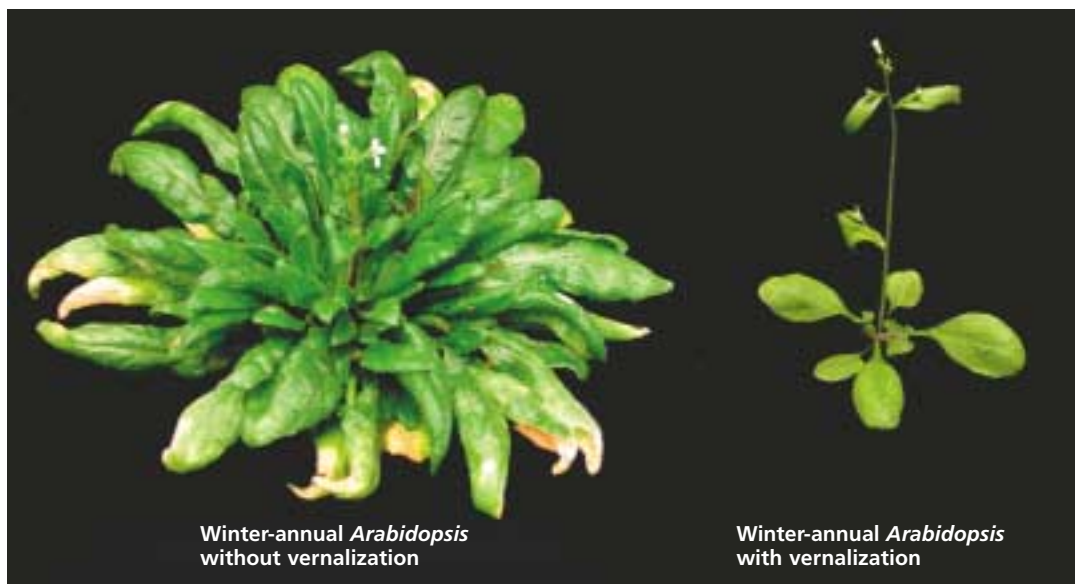 Winter-annual Arabidopsis
without vernalization
Winter-annual Arabidopsis
with vernalization